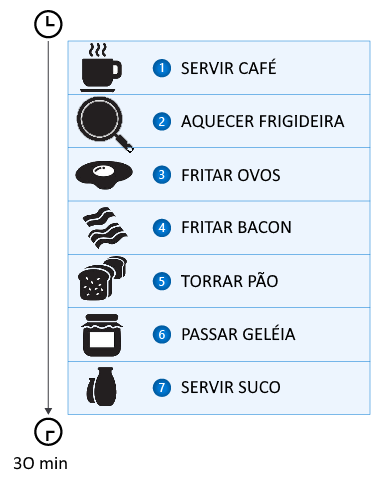 1 SERVIR CAFÉ
2 AQUECER FRIGIDEIRA
3 FRITAR OVOS
4 FRITAR BACON
5 TORRAR PÃO
6 PASSAR GELÉIA
7 SERVIR SUCO
30 min